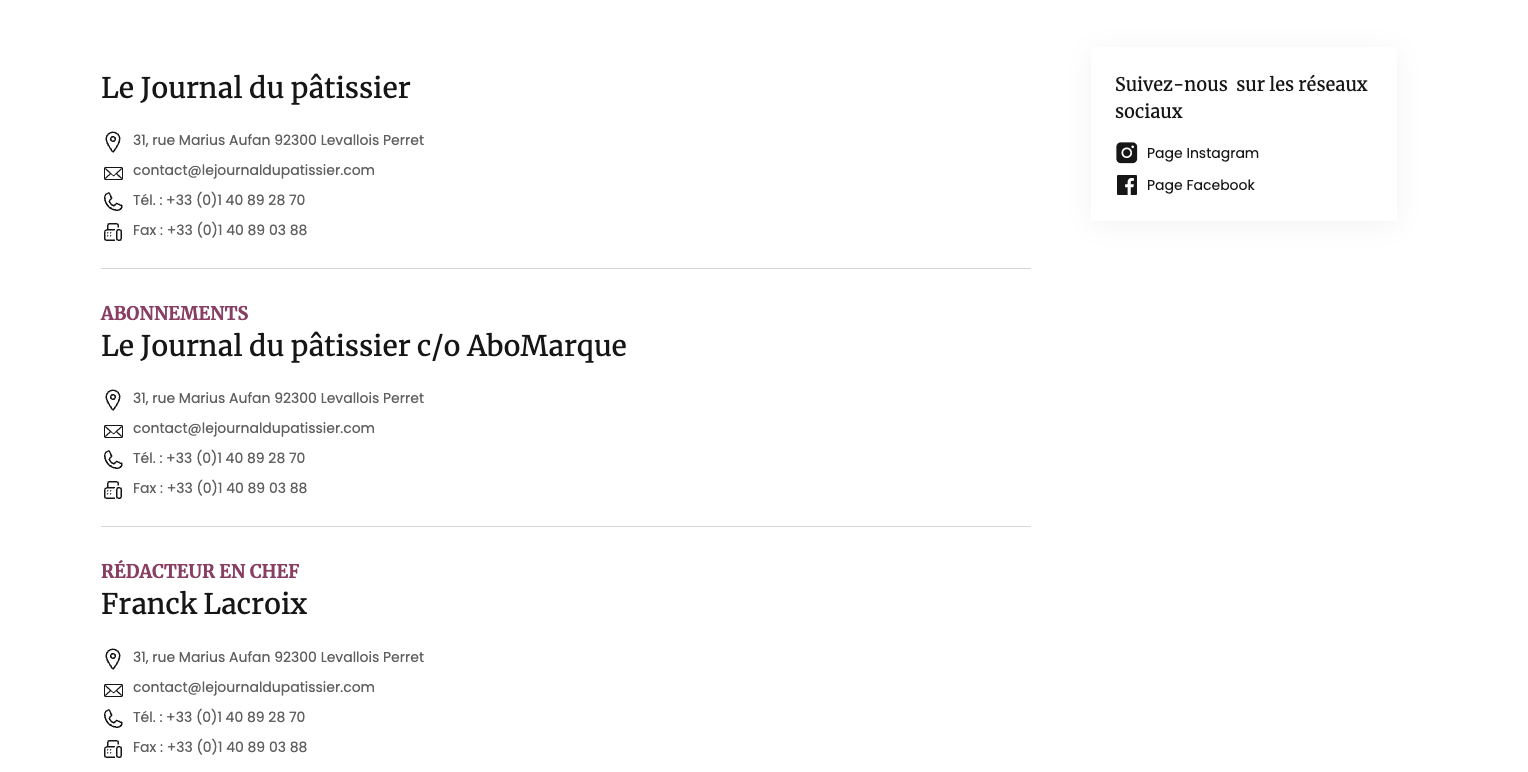 Le Journal du pâtissier
31, rue Marius Aufan 92300 Levallois Perret
contact@lejournaldupatissier.com
Tél. : +33 (0)1 40 89 28 70
Fax : +33 (0)1 40 89 03 88
ABONNEMENTS
Le Journal du pâtissier c/o AboMarque
31, rue Marius Aufan 92300 Levallois Perret
contact@lejournaldupatissier.com
Tél. : +33 (0)1 40 89 28 70
Fax : +33 (0)1 40 89 03 88
RÉDACTEUR EN CHEF
Franck Lacroix
31, rue Marius Aufan 92300 Levallois Perret
contact@lejournaldupatissier.com
Tél. : +33 (0)1 40 89 28 70
Fax : +33 (0)1 40 89 03 88
Suivez-nous  sur les réseaux
sociaux
Page Instagram
Page Facebook